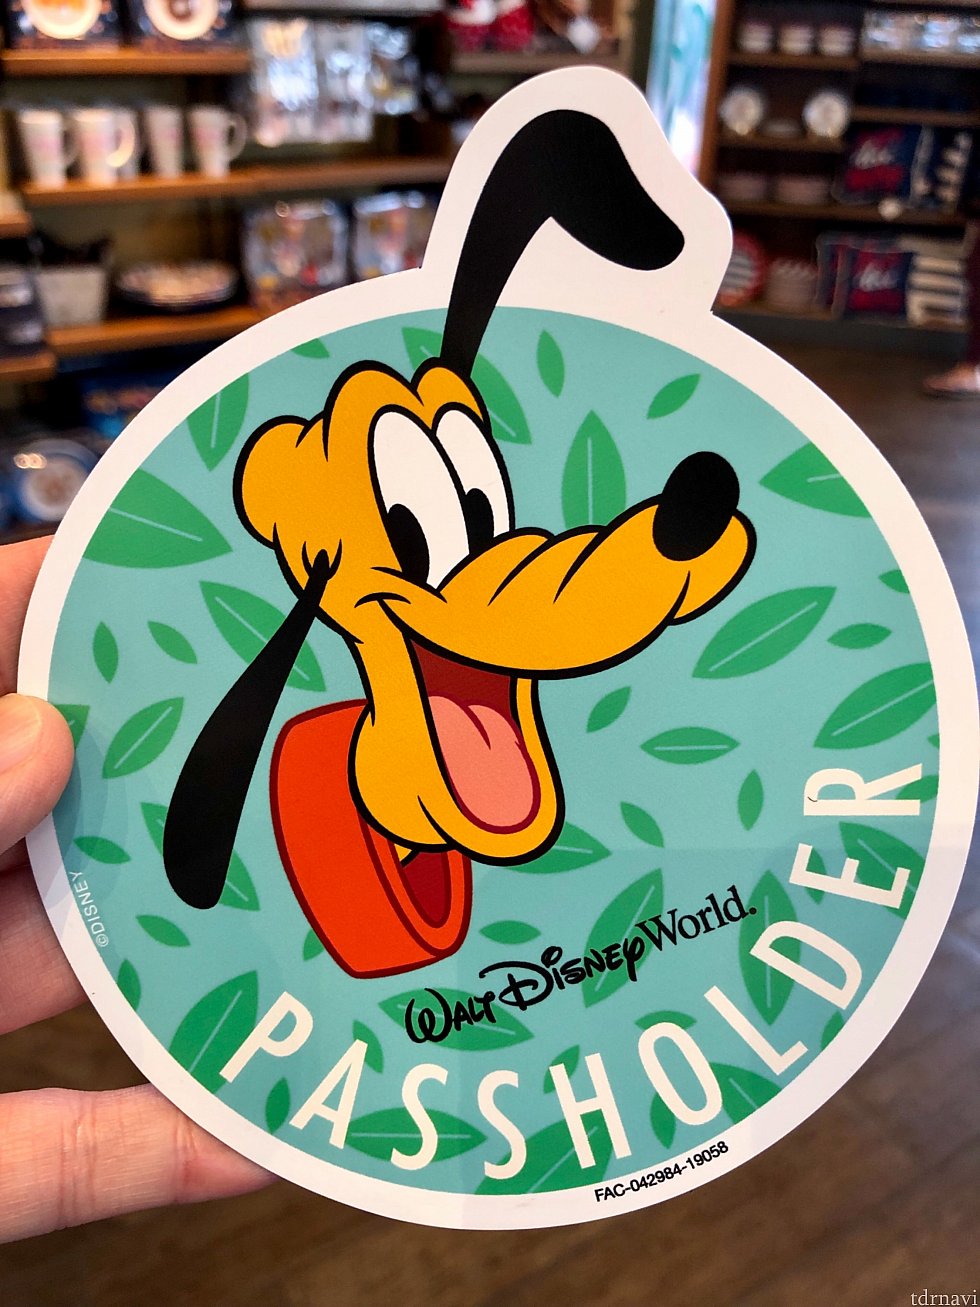 ©DISNEY
WALT DISNEY World.
PASSHOLDER
FAC-042984-19058
tdrnavi